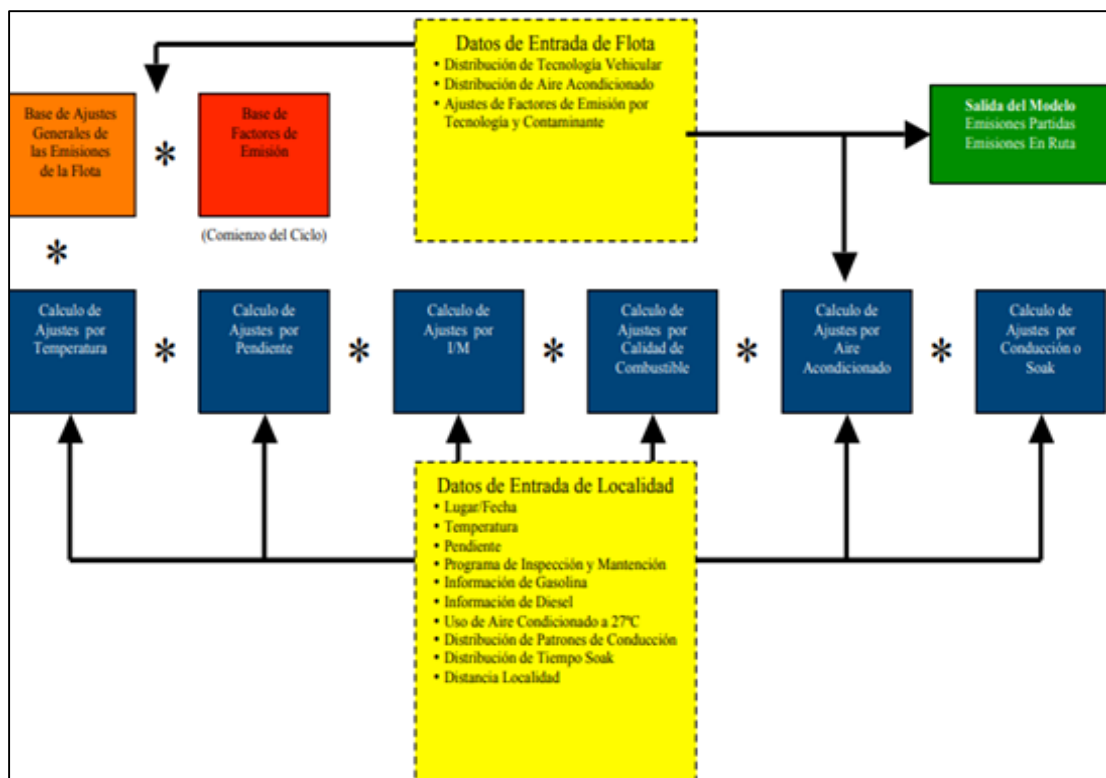 Datos de Entrada de Flota
• Distribución de Tecnología Vehicular
• Distribución de Aire Acondicionado
• Ajustes de Factores de Emisión por
Tecnología y Contaminante
Base de Ajustes
Generales de
las Emisiones
de la Flota
*
Base de
Factores de
Emisión
(Comienzo del Ciclo)
Salida del Modelo
Emisiones Partidas
Emisiones En Ruta
*
Calculo de
Ajustes por
Temperatura
*
Calculo de
Ajustes por
Pendiente
*
Calculo de
Ajustes por
I/M
*
Calculo de
Ajustes por
Calidad de
Combustible
*
Calculo de
Ajustes por
Aire
Acondicionado
*
Calculo de
Ajustes por
Conducción o
Soak
Datos de Entrada de Localidad
• Lugar/Fecha
• Temperatura
• Pendiente
• Programa de Inspección y Mantención
• Información de Gasolina
• Información de Diesel
• Uso de Aire Condicionado a 27ºC
• Distribución de Patrones de Conducción
• Distribución de Tiempo Soak
• Distancia Localidad